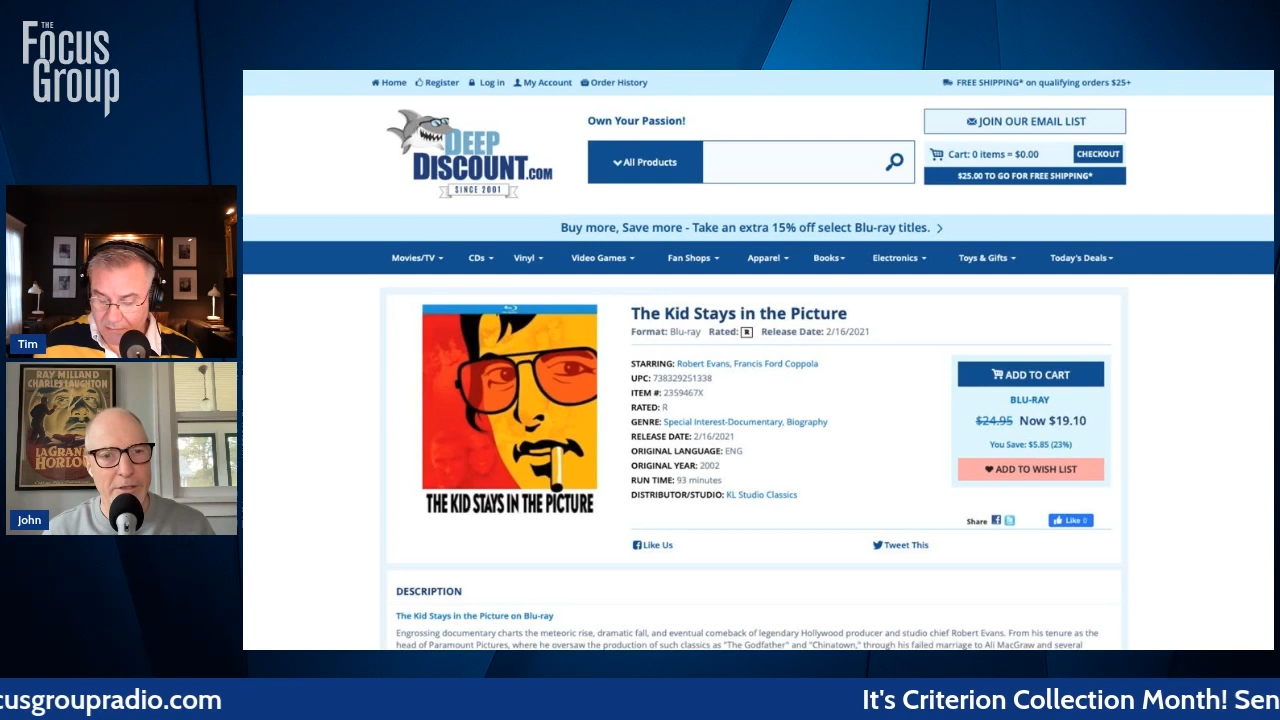 THE
Focus
Group
Home Register Log in My Account Order History
FREE SHIPPING* on qualifying orders $25+
DEEP
DISCOUNT.COM
SINCE 2001
Own Your Passion!
All Products
JOIN OUR EMAIL LIST
Cart: 0 items = $0.00 CHECKOUT
$25.00 TO GO FOR FREE SHIPPING*
Buy more, Save more - Take an extra 15% off select Blu-ray titles.
Movies/TV CDs Vinyl Video Games Fan Shops Apparel Books Electronics Toys & Gifts Today's Deals
THE KID STAYS IN THE PICTURE
The Kid Stays in the Picture
Format: Blu-ray Rated: R Release Date: 2/16/2021
STARRING: Robert Evans, Francis Ford Coppola
UPC: 738329251338
ITEM #: 2359467X
RATED: R
GENRE: Special Interest-Documentary, Biography
RELEASE DATE: 2/16/2021
ORIGINAL LANGUAGE: ENG
ORIGINAL YEAR: 2002
RUN TIME: 93 minutes
DISTRIBUTOR/STUDIO: KL Studio Classics
ADD TO CART
BLU-RAY
$24.95 Now $19.10
You Save: $5.85 (23%)
ADD TO WISH LIST
Share Like 0
Like Us Tweet This
DESCRIPTION
The Kid Stays in the Picture on Blu-ray
Engrossing documentary charts the meteoric rise, dramatic fall, and eventual comeback of legendary Hollywood producer and studio chief Robert Evans. From his tenure as the
head of Paramount Pictures, where he oversaw the production of such classics as "The Godfather" and "Chinatown," through his failed marriage to Ali MacGraw and several
Tim
RAY MILLAND
CHARLES LAUGHTON
LA GRANDE
HORLO
John
cusgroupradio.com
It's Criterion Collection Month! Sen